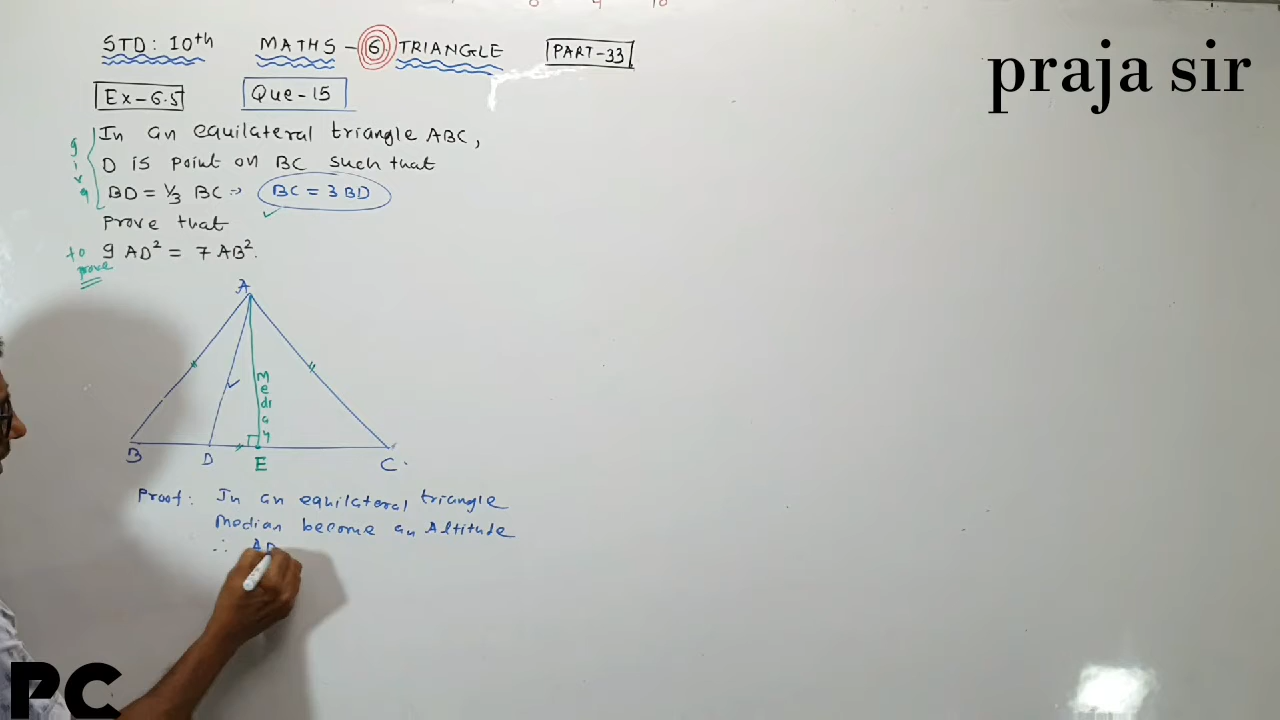 STD: 10th MATHS - 6 TRIANGLE PART-33
praja sir
Ex-6.5 Que-15
In an equilateral triangle ABC,
D is point on BC such that
BD = 1/3 BC ⇒ BC = 3 BD
Prove that
to prove 9 AD² = 7 AB².
A
Median
B D E C
Proof: In an equilateral triangle
Median become an Altitude
∴
PC